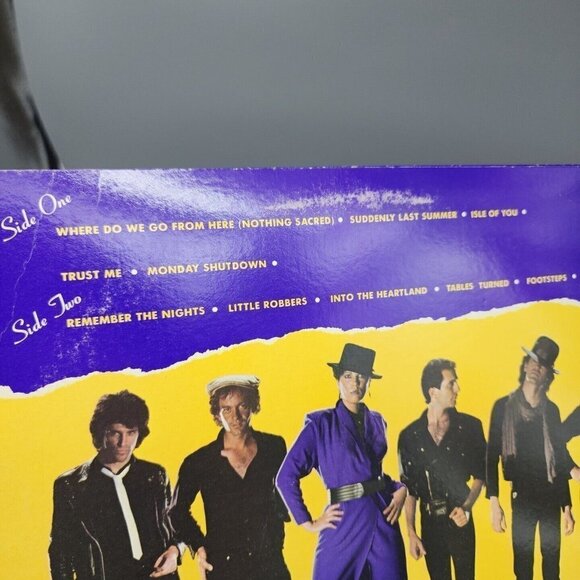 Side One
WHERE DO WE GO FROM HERE (NOTHING SACRED) • SUDDENLY LAST SUMMER • ISLE OF YOU •
TRUST ME • MONDAY SHUTDOWN •
Side Two
REMEMBER THE NIGHTS • LITTLE ROBBERS • INTO THE HEARTLAND • TABLES TURNED • FOOTSTEPS •